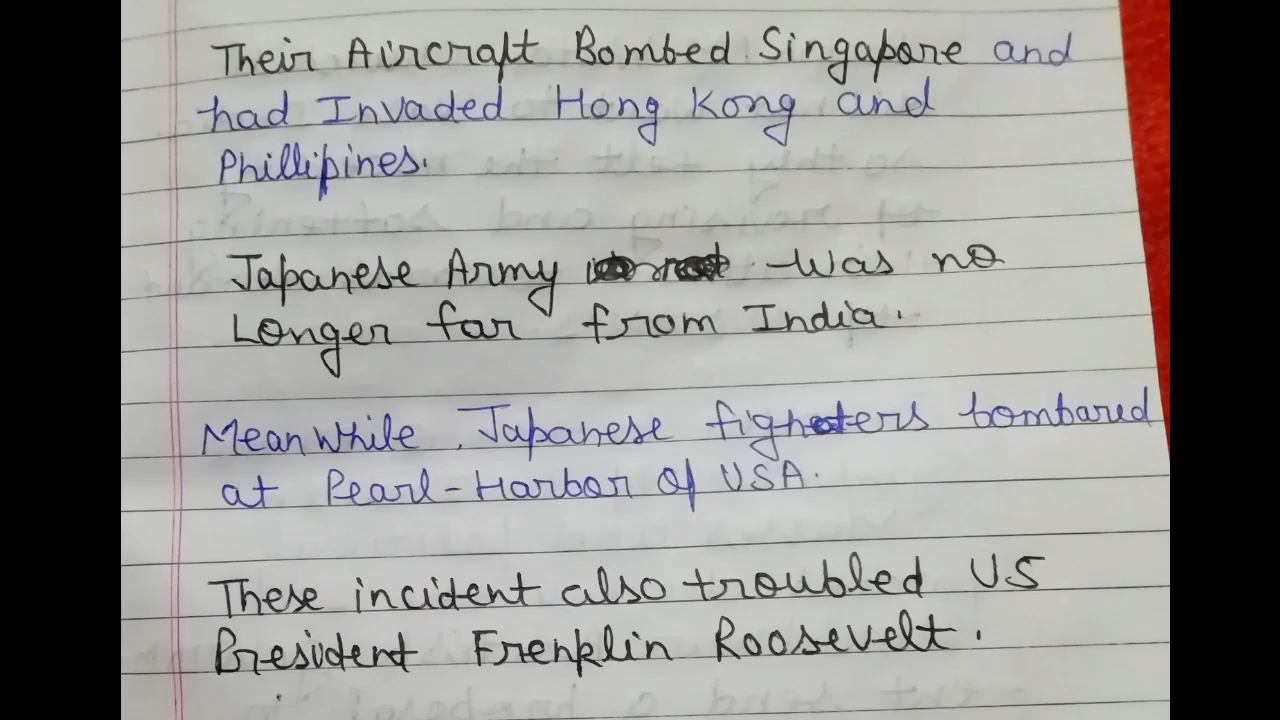 Their Aircraft Bombed Singapore and
had Invaded Hong Kong and
Phillipines.
Japanese Army was no
Longer far from India.
Meanwhile, Japanese fighters bombared
at Pearl-Harbor of USA.
These incident also troubled US
President Frenklin Roosevelt.